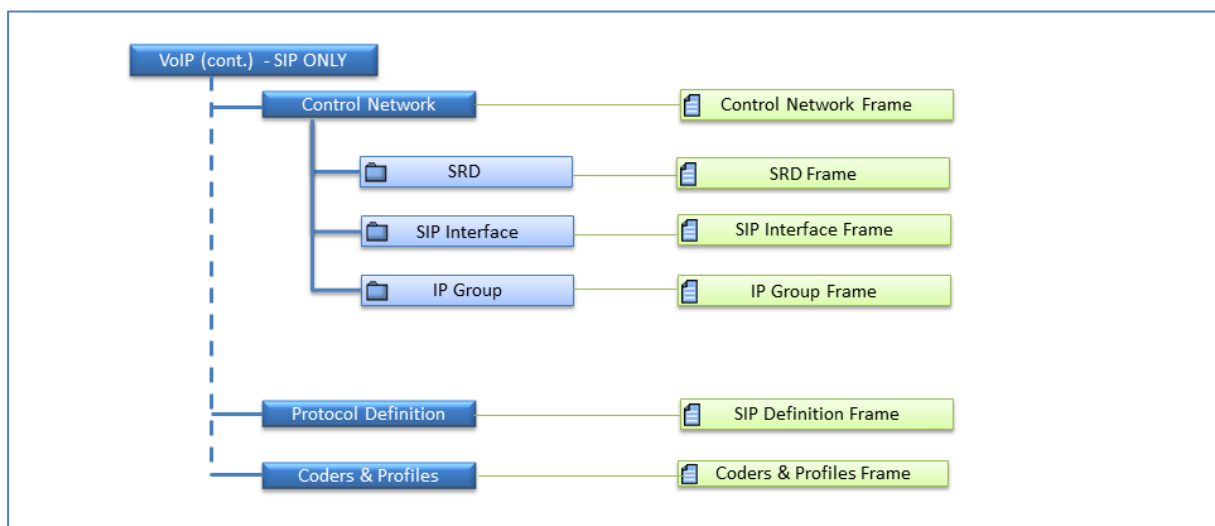 VoIP (cont.) - SIP ONLY
Control Network
Control Network Frame
SRD
SRD Frame
SIP Interface
SIP Interface Frame
IP Group
IP Group Frame
Protocol Definition
SIP Definition Frame
Coders & Profiles
Coders & Profiles Frame